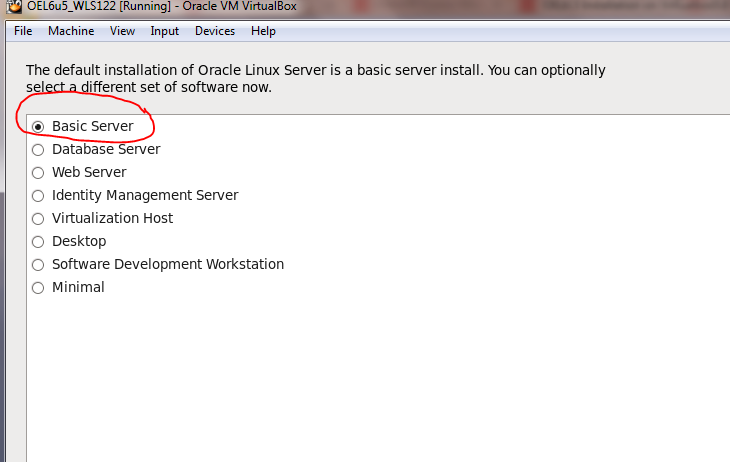 OEL6u5_WLS122 [Running] - Oracle VM VirtualBox
File Machine View Input Devices Help
The default installation of Oracle Linux Server is a basic server install. You can optionally
select a different set of software now.
Basic Server
Database Server
Web Server
Identity Management Server
Virtualization Host
Desktop
Software Development Workstation
Minimal